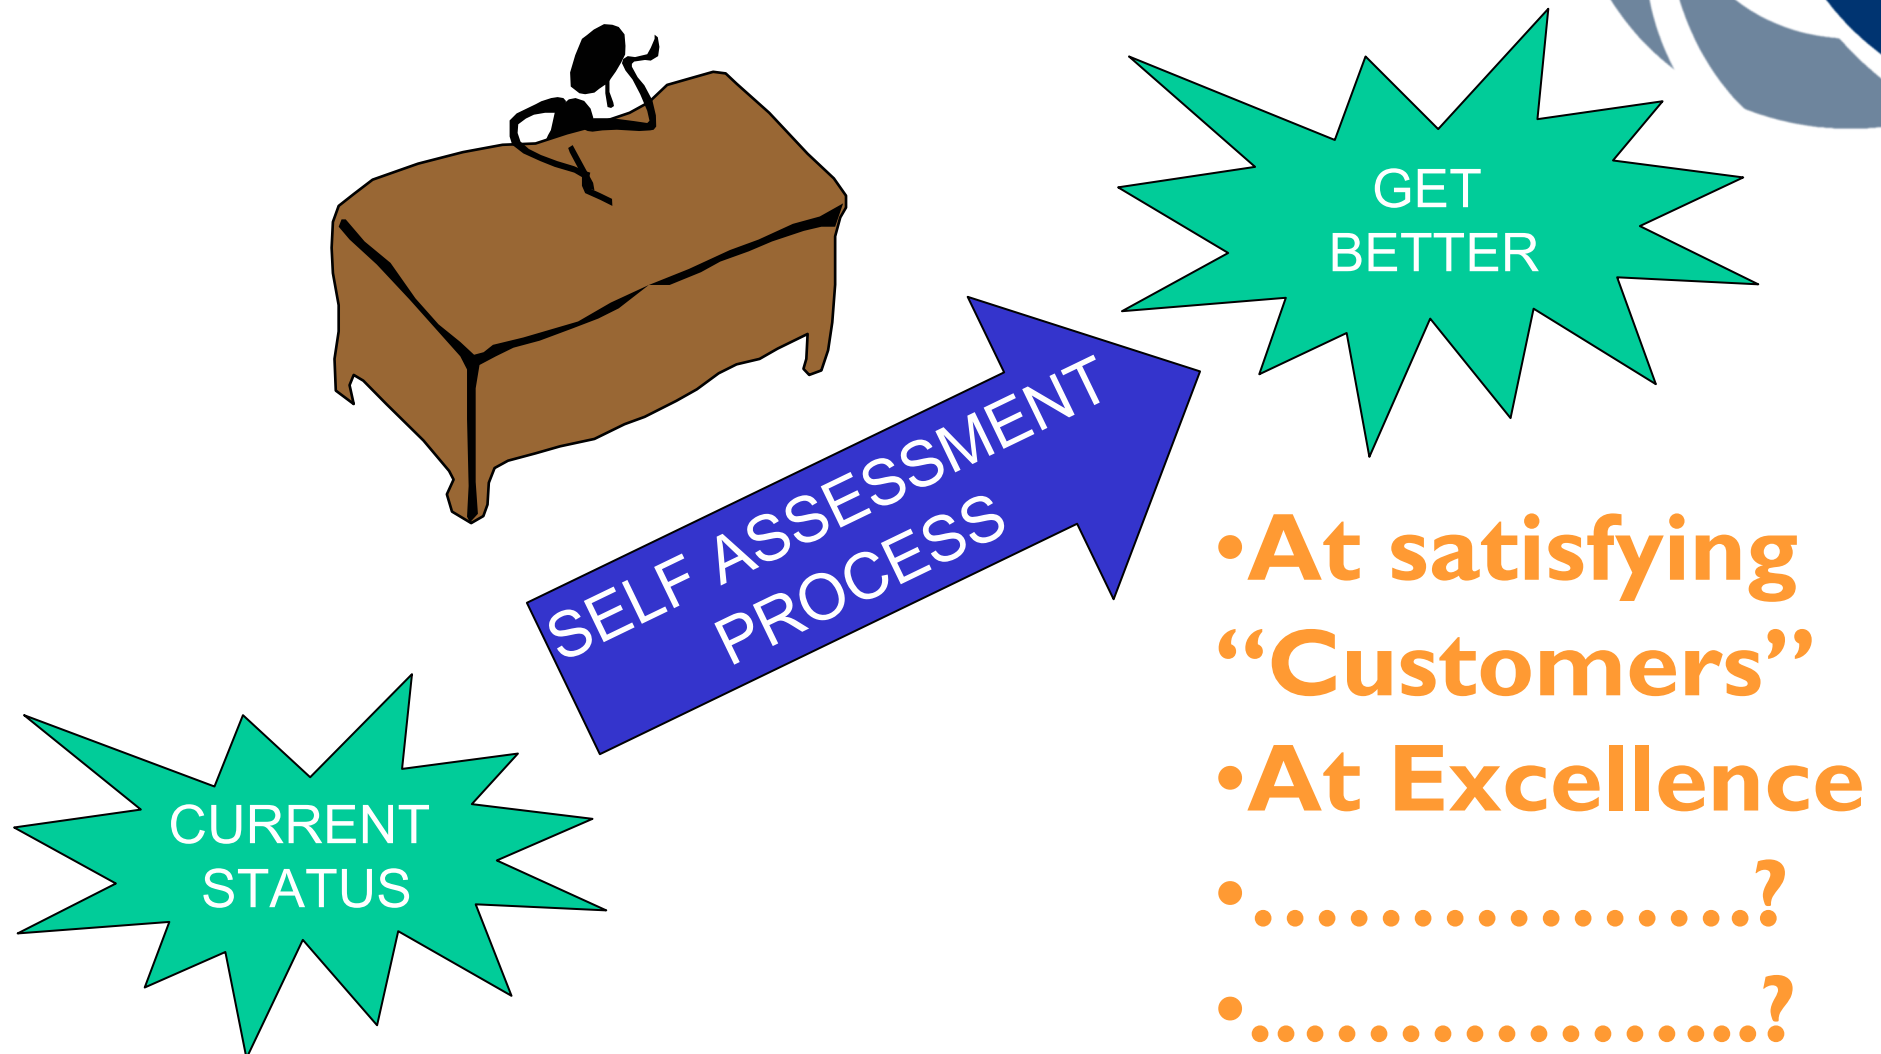 GET
BETTER
SELF ASSESSMENT
PROCESS
•At satisfying
“Customers”
•At Excellence
•.................?
•.................?
CURRENT
STATUS